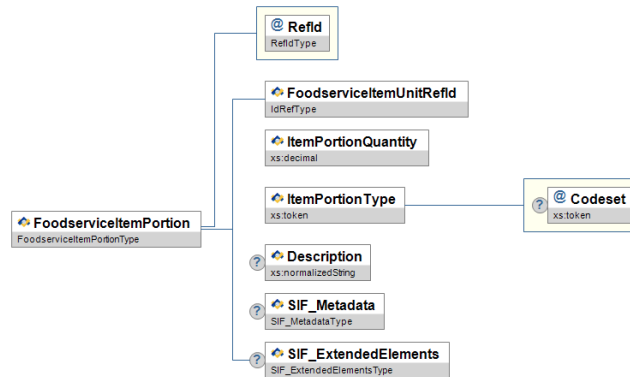 @ RefId
RefIdType
FoodserviceItemUnitRefId
IdRefType
ItemPortionQuantity
xs:decimal
ItemPortionType
xs:token
? @ Codeset
xs:token
FoodserviceItemPortion
FoodserviceItemPortionType
? Description
xs:normalizedString
? SIF_Metadata
SIF_MetadataType
? SIF_ExtendedElements
SIF_ExtendedElementsType